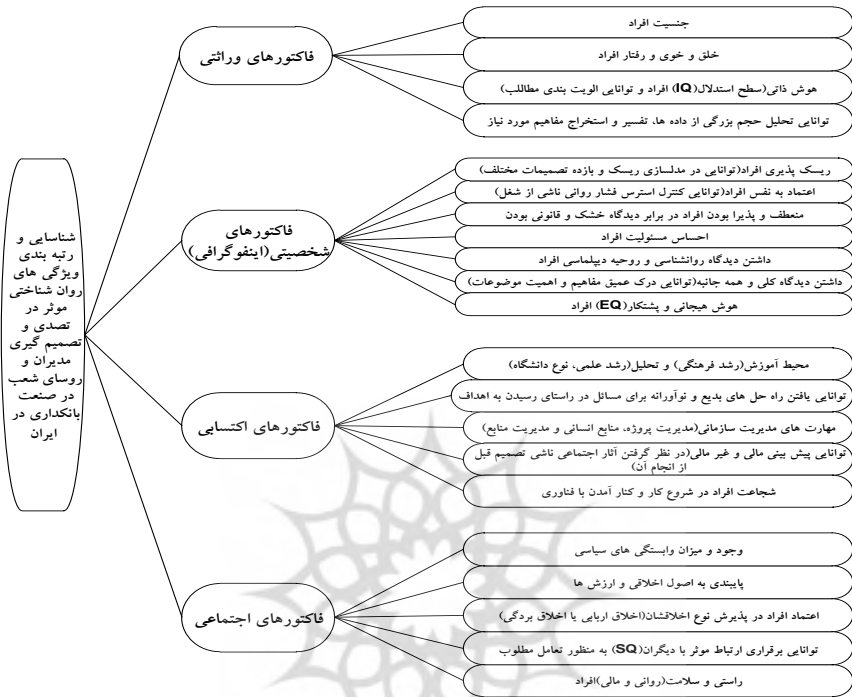 شناسایی و
رتبه بندی
ویژگی های
روان شناختی
موثر در
تصدی و
تصمیم گیری
مدیران و
روسای شعب
در صنعت
بانکداری در
ایران
فاکتورهای وراثتی
جنسیت افراد
خلق و خوی و رفتار افراد
هوش ذاتی(سطح استدلال(IQ) افراد و توانایی الویت بندی مطاللب)
توانایی تحلیل حجم بزرگی از داده ها، تفسیر و استخراج مفاهیم مورد نیاز
فاکتورهای
شخصیتی(اینفوگرافی)
ریسک پذیری افراد(توانایی در مدلسازی ریسک و بازده تصمیمات مختلف)
اعتماد به نفس افراد(توانایی کنترل استرس فشار روانی ناشی از شغل)
منعطف و پذیرا بودن افراد در برابر دیدگاه خشک و قانونی بودن
احساس مسئولیت افراد
داشتن دیدگاه روانشناسی و روحیه دیپلماسی افراد
داشتن دیدگاه کلی و همه جانبه(توانایی درک عمیق مفاهیم و اهمیت موضوعات)
هوش هیجانی و پشتکار(EQ) افراد
فاکتورهای اکتسابی
محیط آموزش(رشد فرهنگی) و تحلیل(رشد علمی، نوع دانشگاه)
توانایی یافتن راه حل های بدیع و نوآورانه برای مسائل در راستای رسیدن به اهداف
مهارت های مدیریت سازمانی(مدیریت پروژه، منابع انسانی و مدیریت منابع)
توانایی پیش بینی مالی و غیر مالی(در نظر گرفتن آثار اجتماعی ناشی تصمیم قبل
از انجام آن)
شجاعت افراد در شروع کار و کنار آمدن با فناوری
فاکتورهای اجتماعی
وجود و میزان وابستگی های سیاسی
پایبندی به اصول اخلاقی و ارزش ها
اعتماد افراد در پذیرش نوع اخلاقشان(اخلاق اربابی یا اخلاق بردگی)
توانایی برقراری ارتباط موثر با دیگران(SQ) به منظور تعامل مطلوب
راستی و سلامت(روانی و مالی)افراد